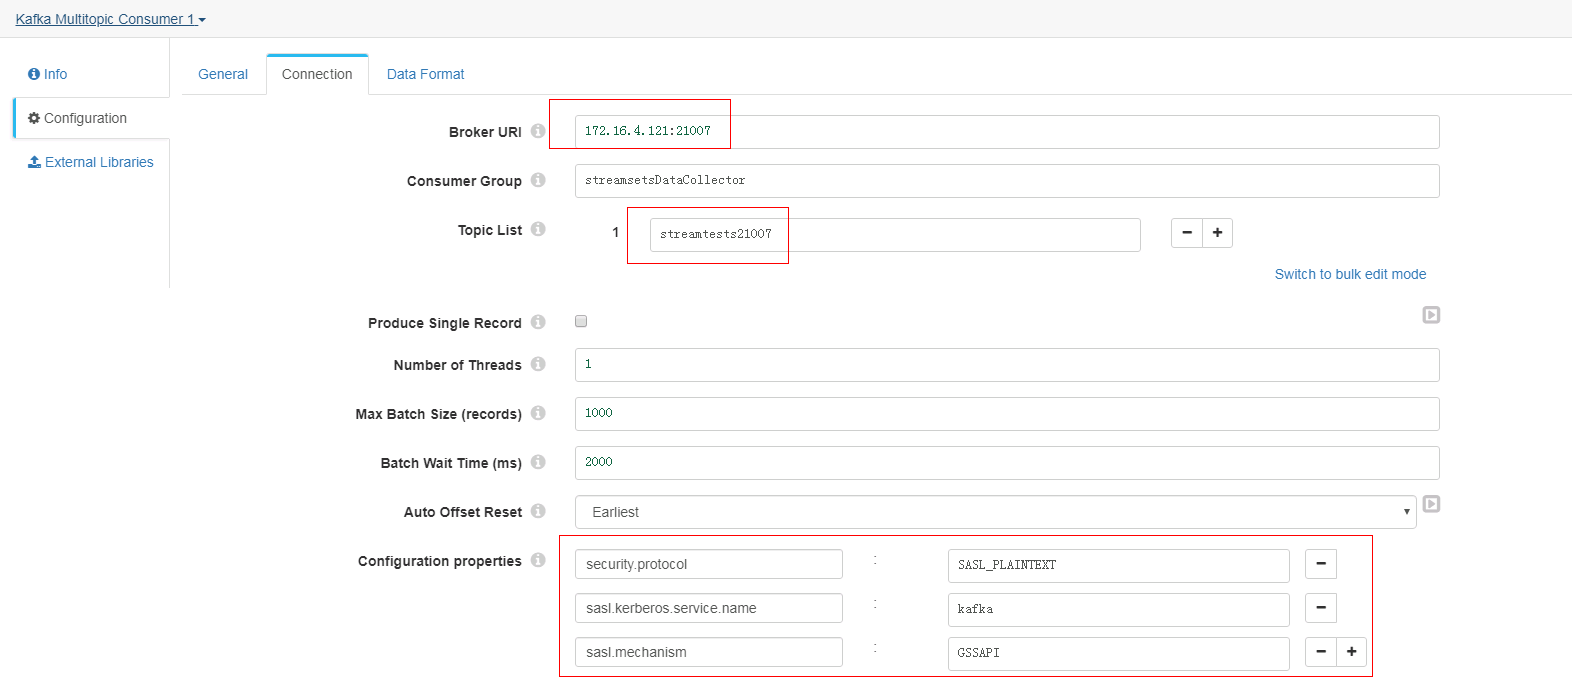 Kafka Multitopic Consumer 1
Info
Configuration
External Libraries
General Connection Data Format
Broker URI 172.16.4.121:21007
Consumer Group streamsetsDataCollector
Topic List 1 streamtests21007
Switch to bulk edit mode
Produce Single Record
Number of Threads 1
Max Batch Size (records) 1000
Batch Wait Time (ms) 2000
Auto Offset Reset Earliest
Configuration properties security.protocol : SASL_PLAINTEXT
sasl.kerberos.service.name : kafka
sasl.mechanism : GSSAPI